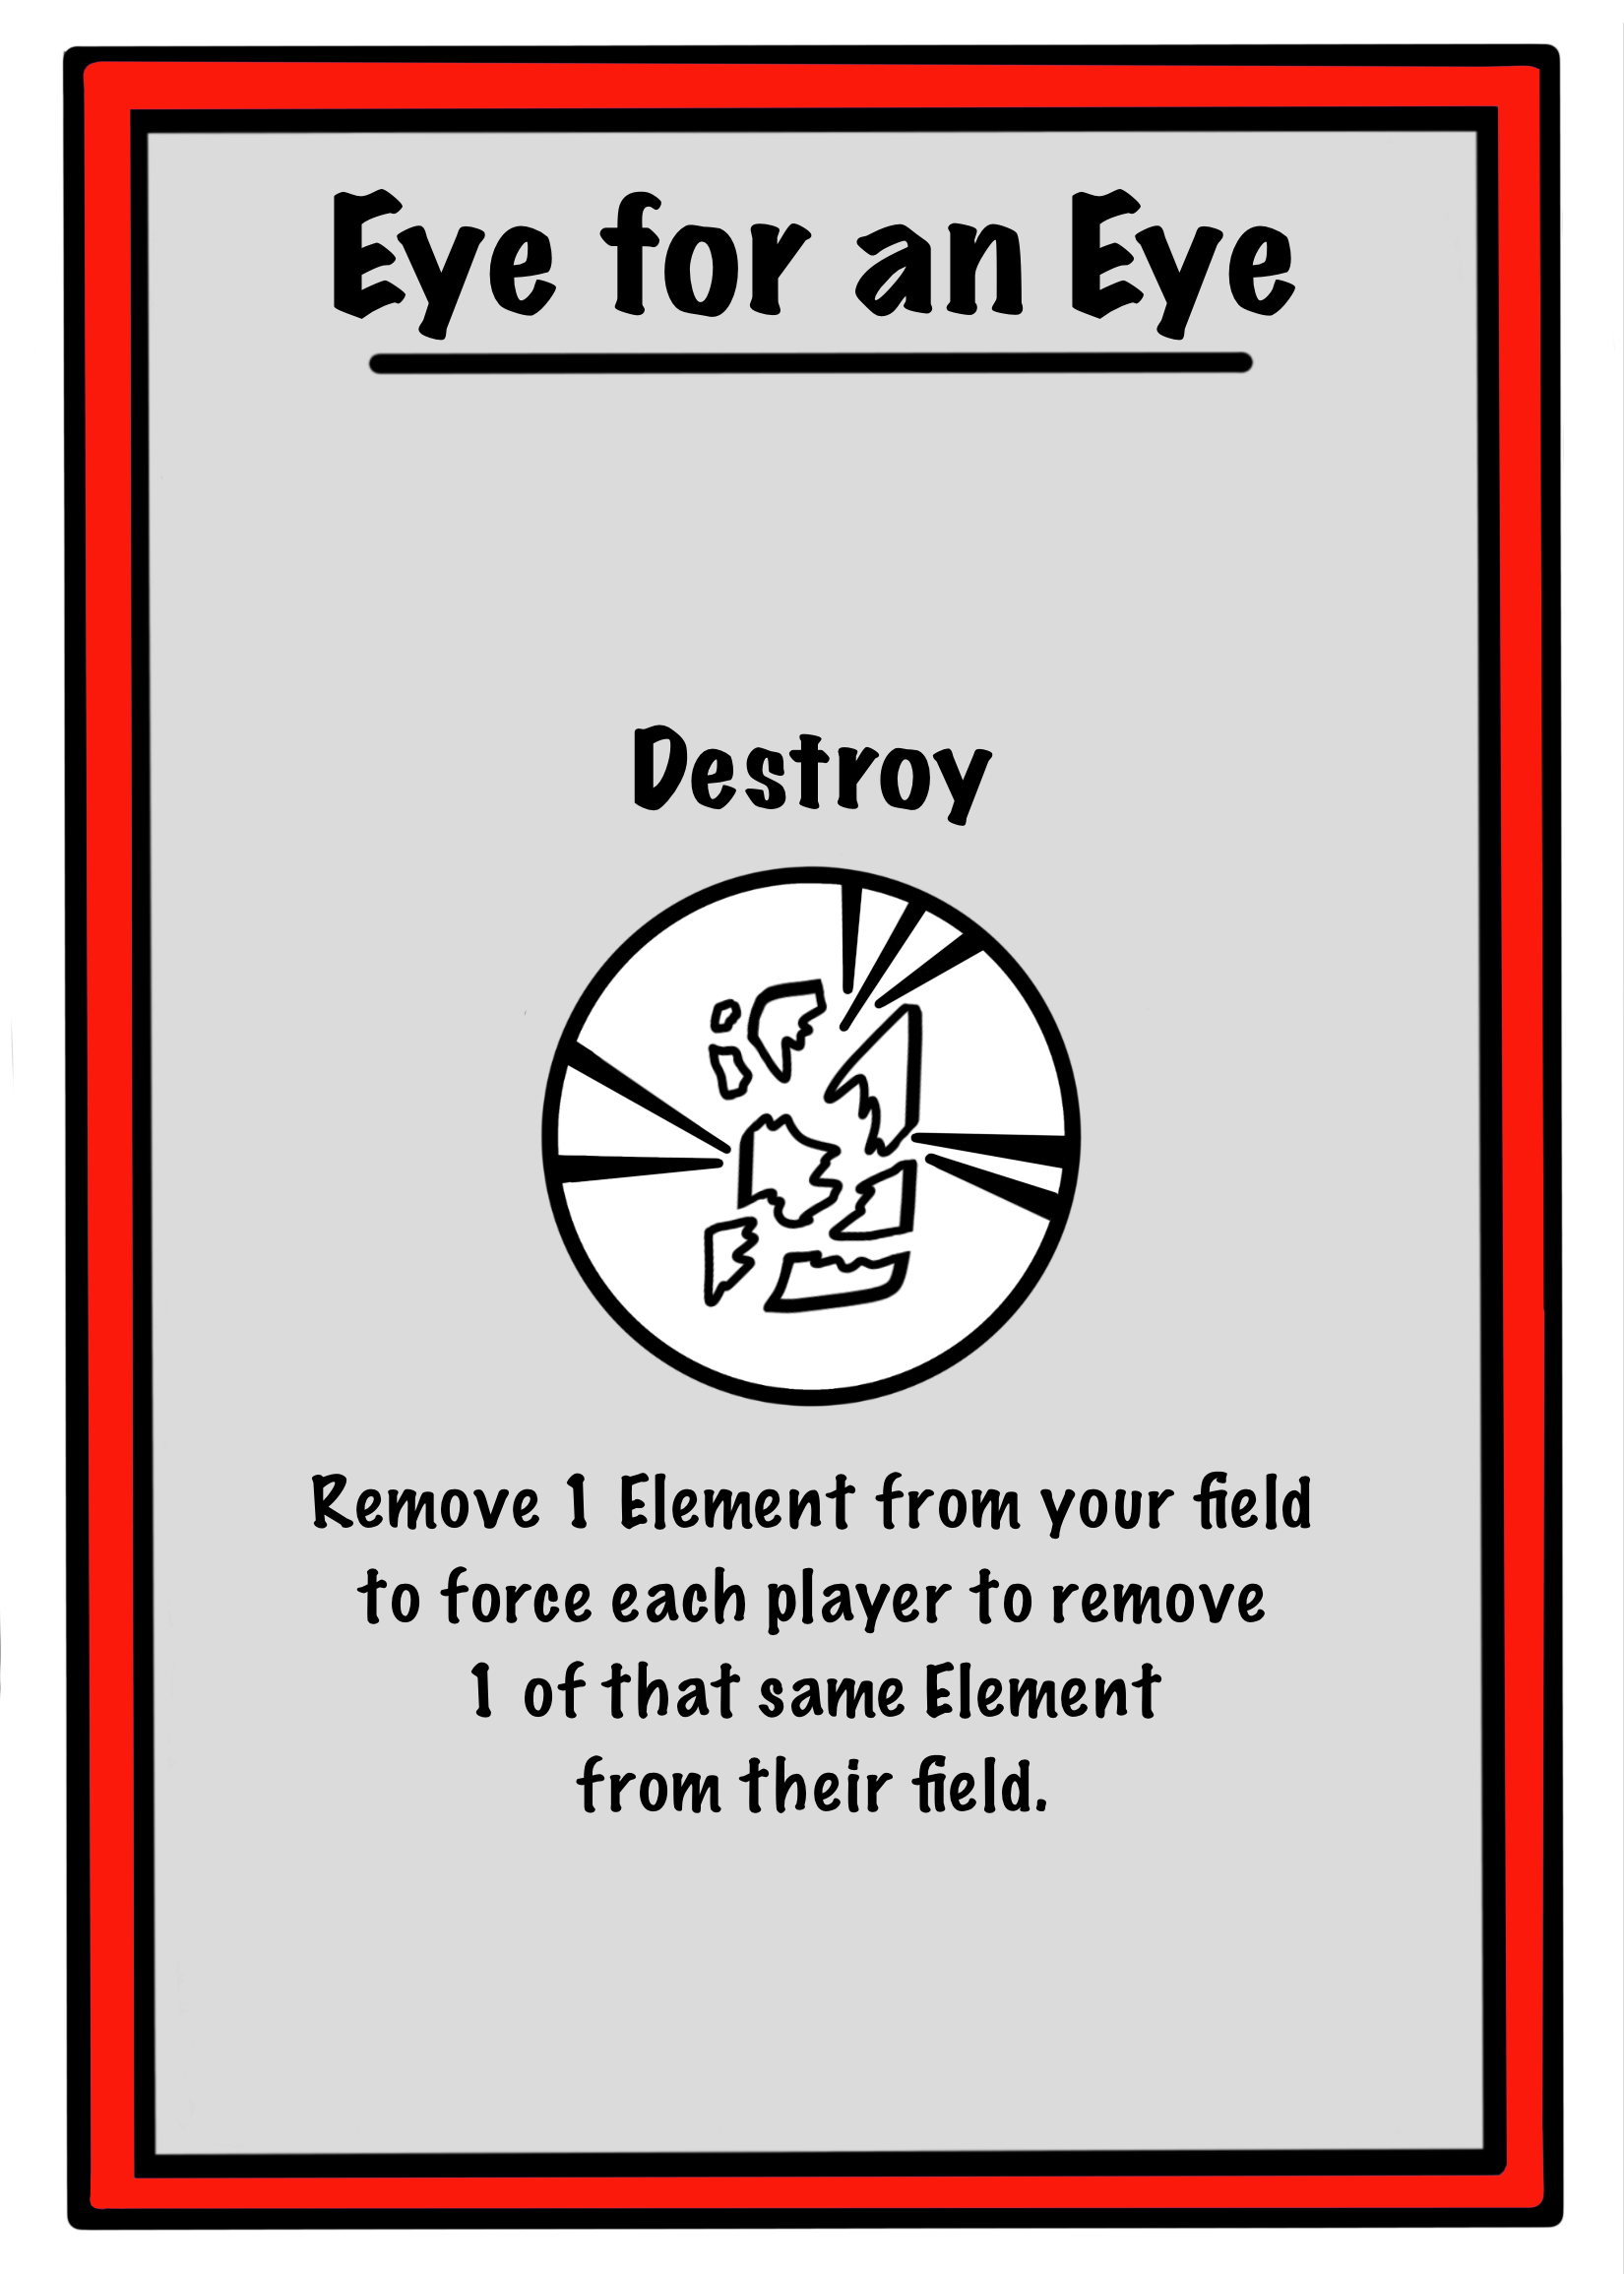 Eye for an Eye
Destroy
Remove 1 Element from your field
to force each player to remove
1 of that same Element
from their field.